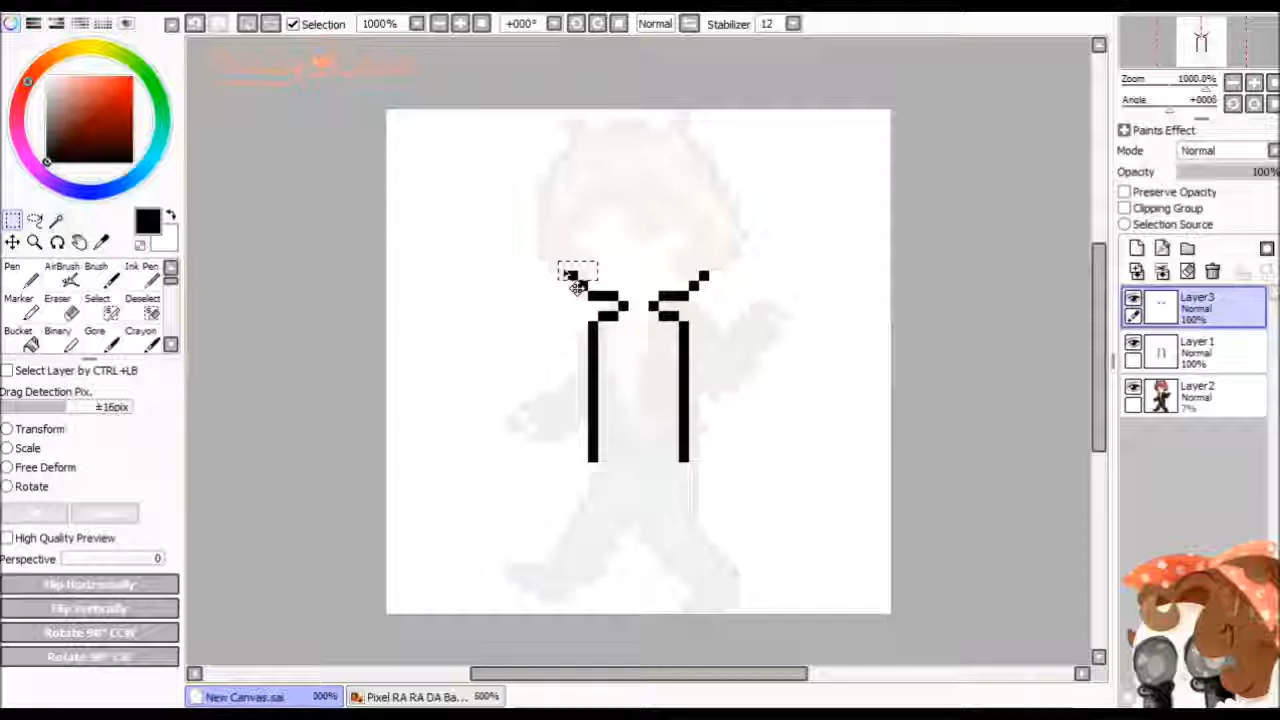 Selection 1000% +000° Normal Stabilizer 12
Zoom 1000.0%
Angle +0000
Paints Effect
Mode Normal
Opacity 100%
Preserve Opacity
Clipping Group
Selection Source
Pen AirBrush Brush Ink Pen
Marker Eraser Select Deselect
Bucket Binary Gore Crayon
Select Layer by CTRL+LB
Drag Detection Pix.
±16pix
Transform
Scale
Free Deform
Rotate
High Quality Preview
Perspective 0
Flip Horizontally
Flip Vertically
Rotate 90° CCW
Rotate 90° CW
Layer3
Normal
100%
Layer1
Normal
100%
Layer2
Normal
7%
New Canvas.sai 000% Pixel RA RA DA Ba... 600%